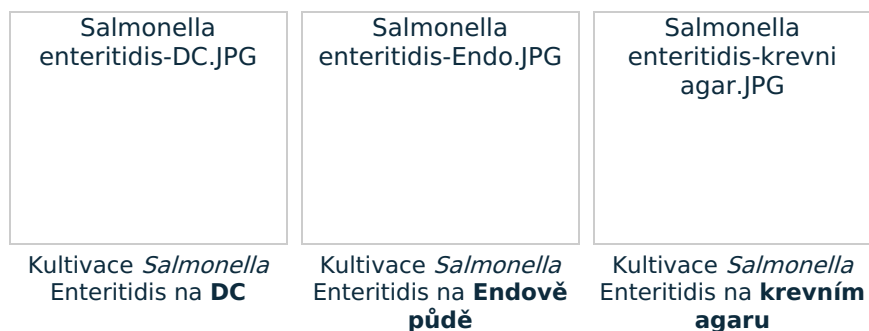 Salmonella
enteritidis-DC.JPG
Kultivace Salmonella
Enteritidis na DC
Salmonella
enteritidis-Endo.JPG
Kultivace Salmonella
Enteritidis na Endově
půdě
Salmonella
enteritidis-krevni
agar.JPG
Kultivace Salmonella
Enteritidis na krevním
agaru